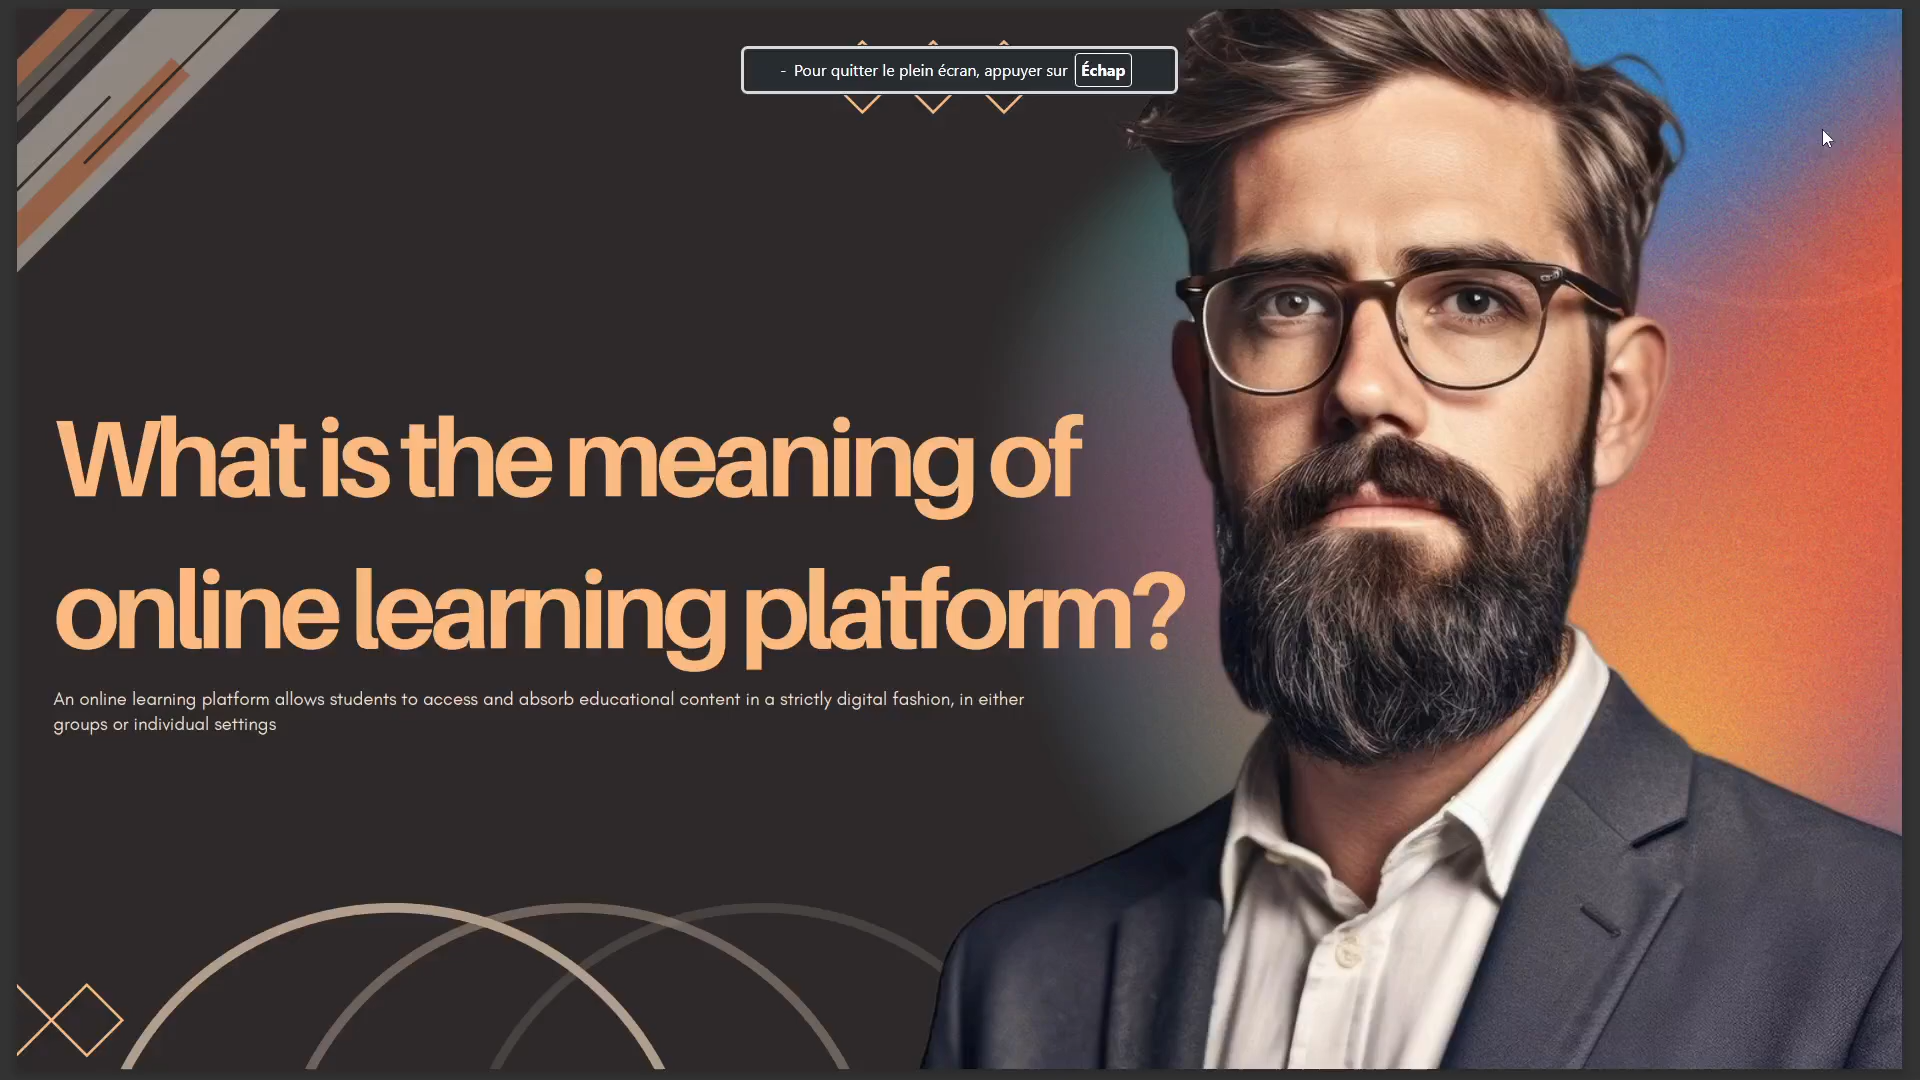 - Pour quitter le plein écran, appuyer sur Échap
What is the meaning of
online learning platform?
An online learning platform allows students to access and absorb educational content in a strictly digital fashion, in either
groups or individual settings